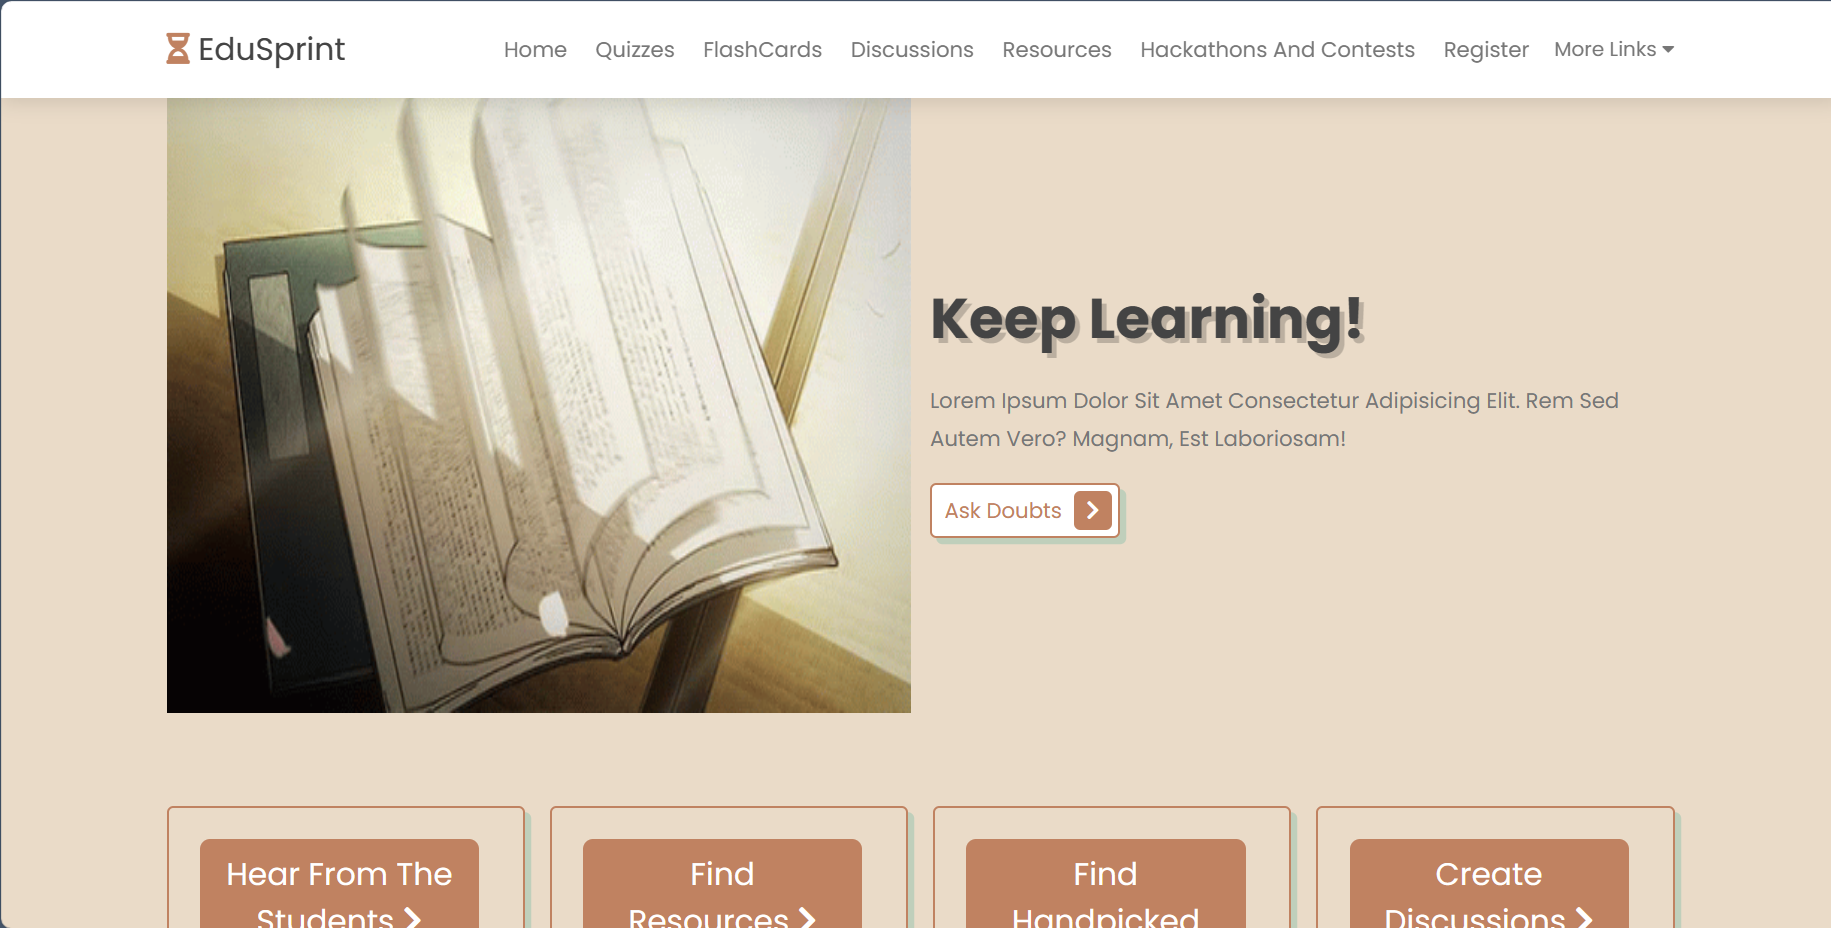 EduSprint
Home Quizzes FlashCards Discussions Resources Hackathons And Contests Register More Links
Keep Learning!
Lorem Ipsum Dolor Sit Amet Consectetur Adipisicing Elit. Rem Sed
Autem Vero? Magnam, Est Laboriosam!
Ask Doubts
Hear From The
Students
Find
Resources
Find
Handpicked
Create
Discussions